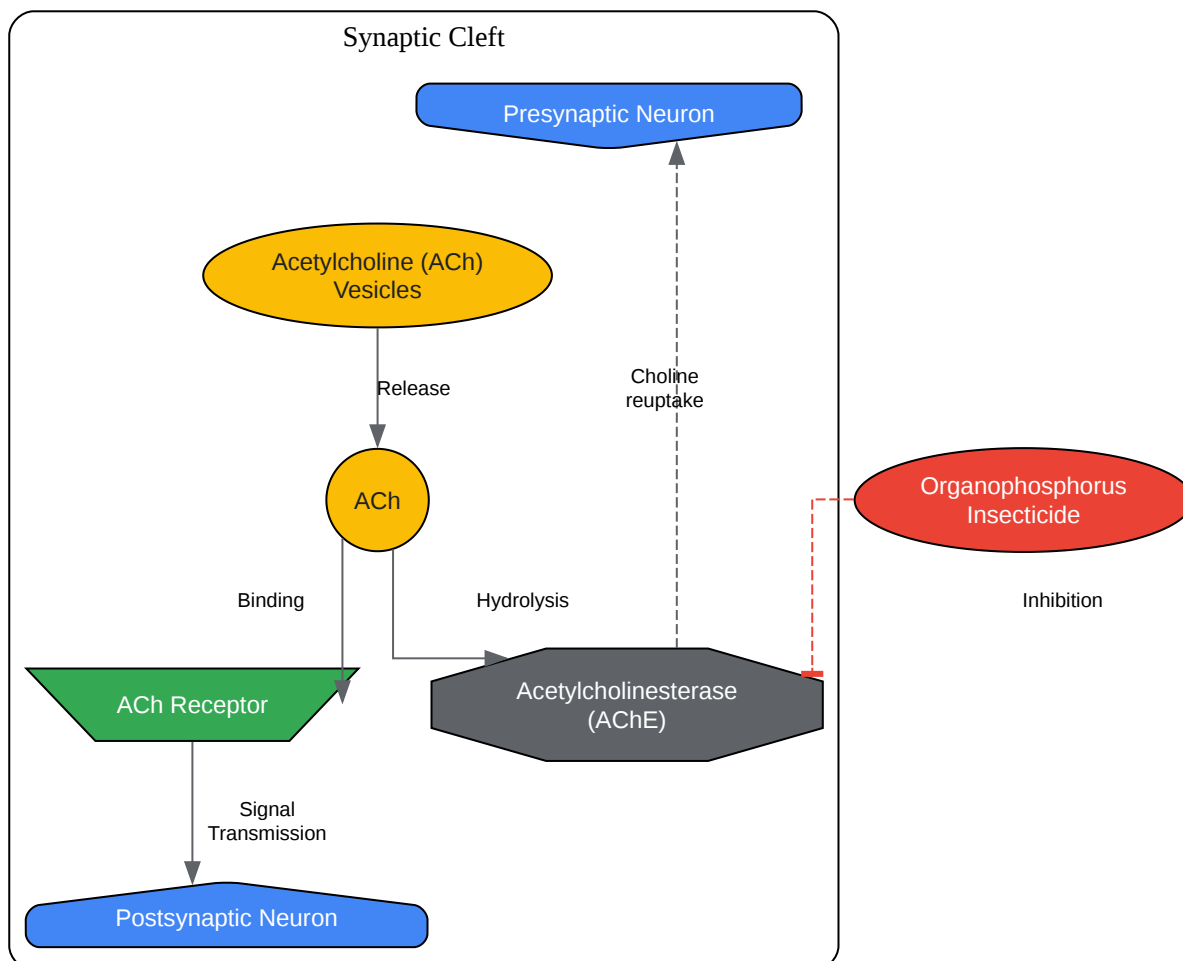 Synaptic Cleft
Presynaptic Neuron
Acetylcholine (ACh)
Vesicles
Release
Choline
reuptake
ACh
Organophosphorus
Insecticide
Binding
Hydrolysis
Inhibition
ACh Receptor
Acetylcholinesterase
(AChE)
Signal
Transmission
Postsynaptic Neuron